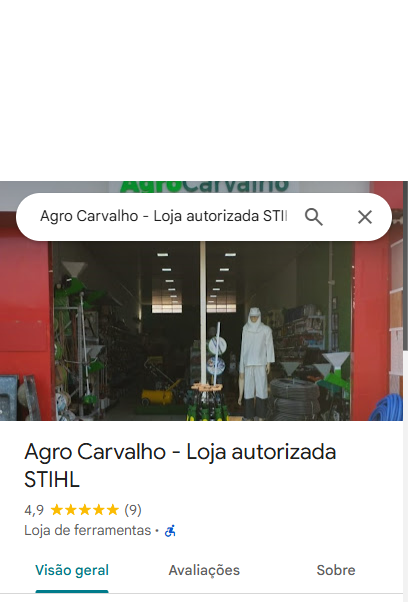 AgroCarvalho
Agro Carvalho - Loja autorizada STI
Agro Carvalho - Loja autorizada
STIHL
4,9 (9)
Loja de ferramentas ·
Visão geral Avaliações Sobre